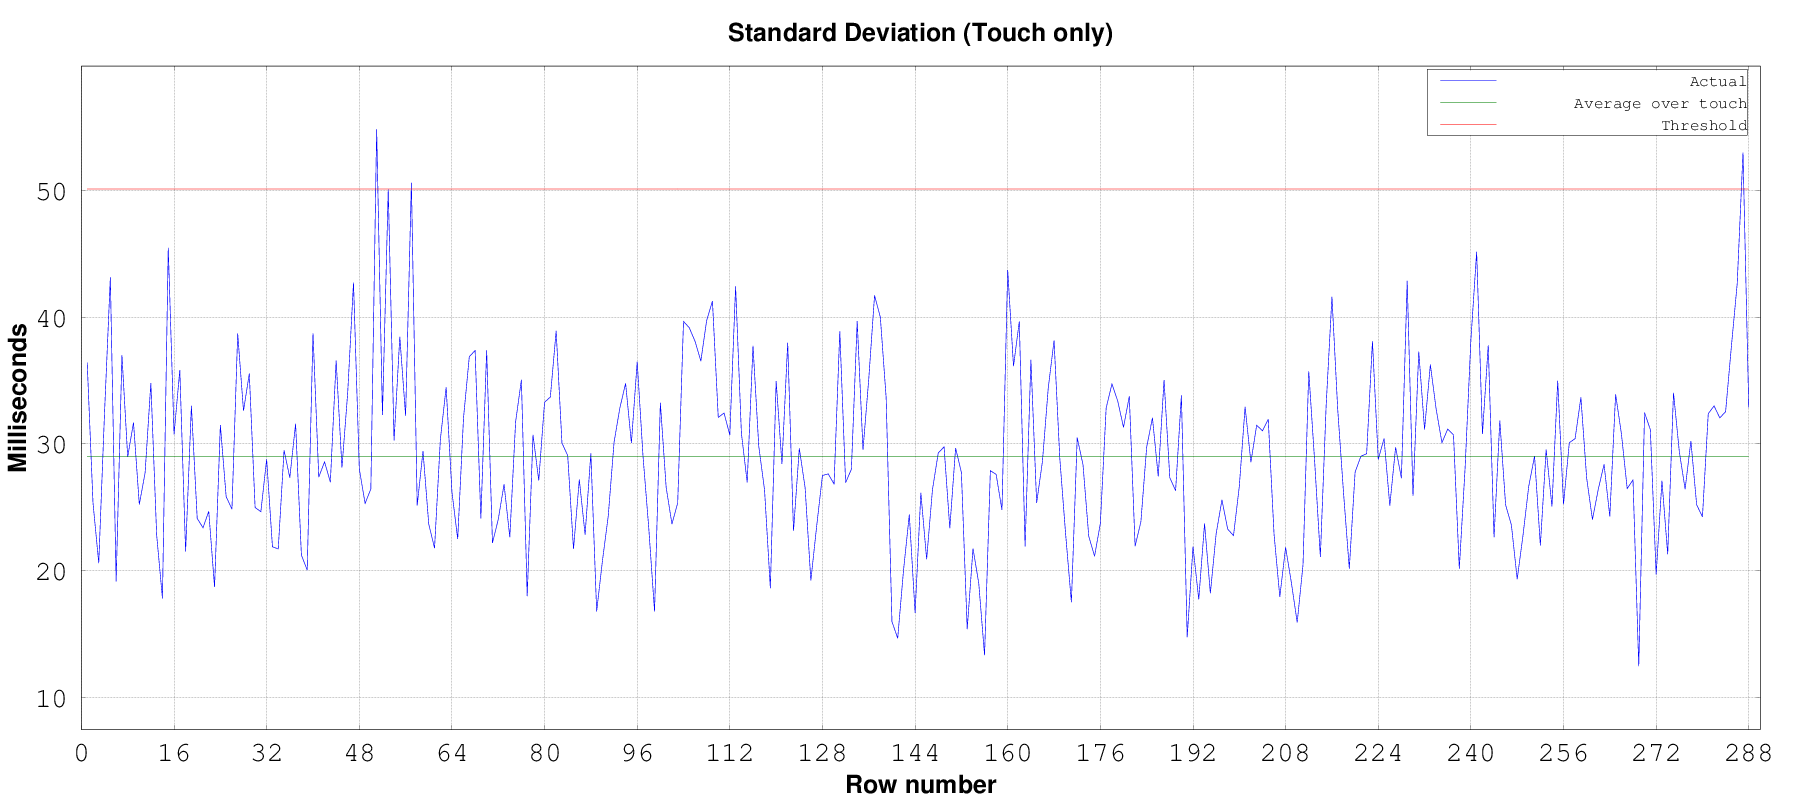 Standard Deviation (Touch only)
Actual
Average over touch
Threshold
50
40
30
20
10
Milliseconds
0 16 32 48 64 80 96 112 128 144 160 176 192 208 224 240 256 272 288
Row number